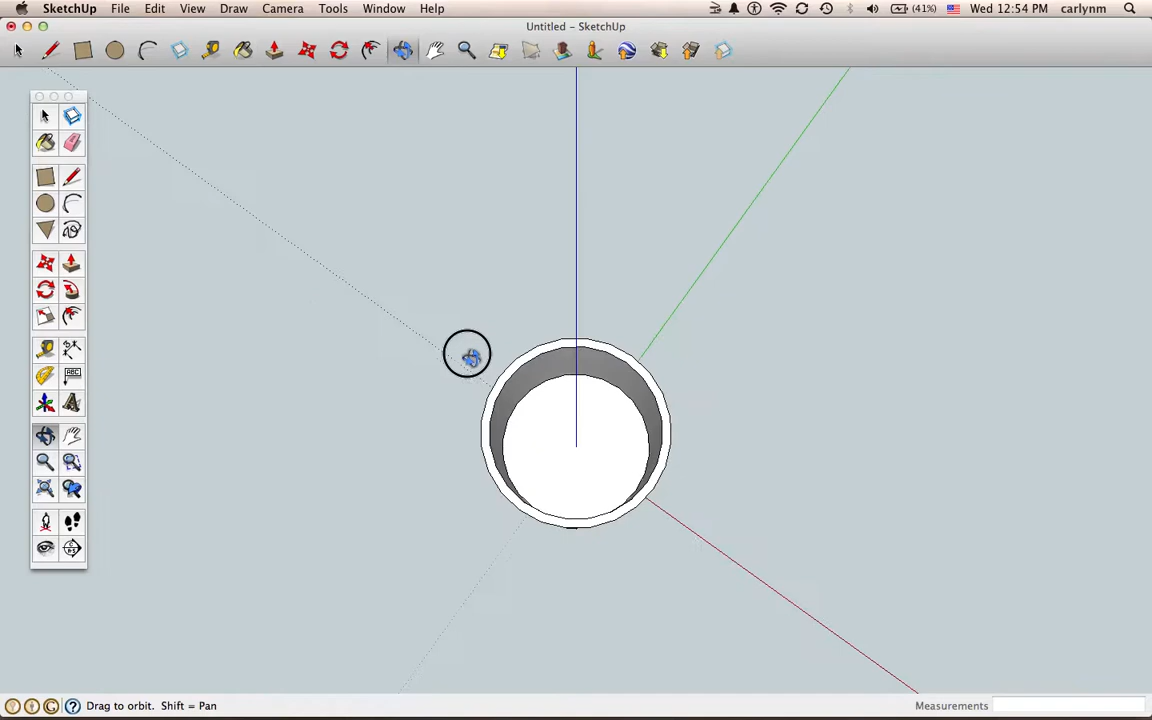 SketchUp File Edit View Draw Camera Tools Window Help (41%) Wed 12:54 PM carlynm
Untitled – SketchUp
ABC
A
Drag to orbit. Shift = Pan Measurements